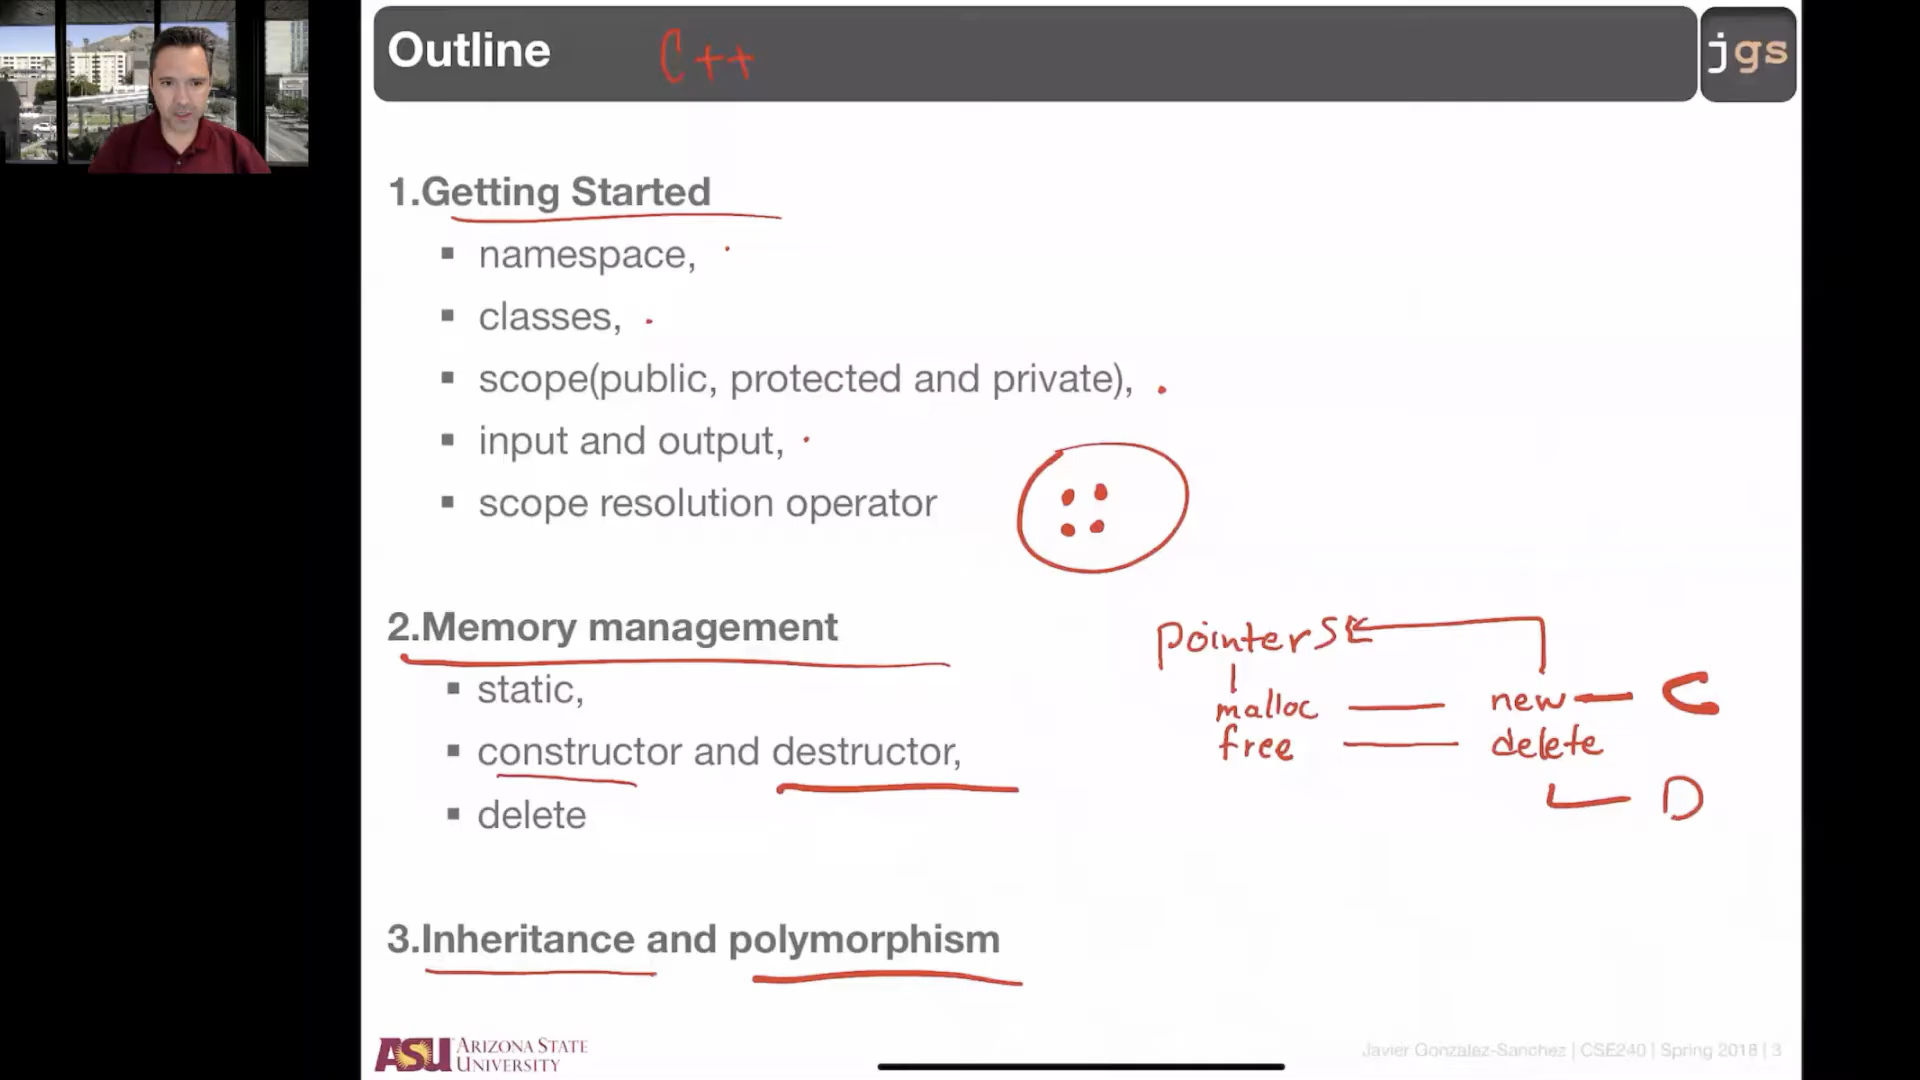 Outline C++
jgs
1.Getting Started
▪ namespace,
▪ classes,
▪ scope(public, protected and private),
▪ input and output,
▪ scope resolution operator
::
2.Memory management
▪ static,
▪ constructor and destructor,
▪ delete
pointers
malloc — new — C
free — delete
D
3.Inheritance and polymorphism
ASU ARIZONA STATE
UNIVERSITY
Javier Gonzalez-Sanchez | CSE240 | Spring 2018 | 3